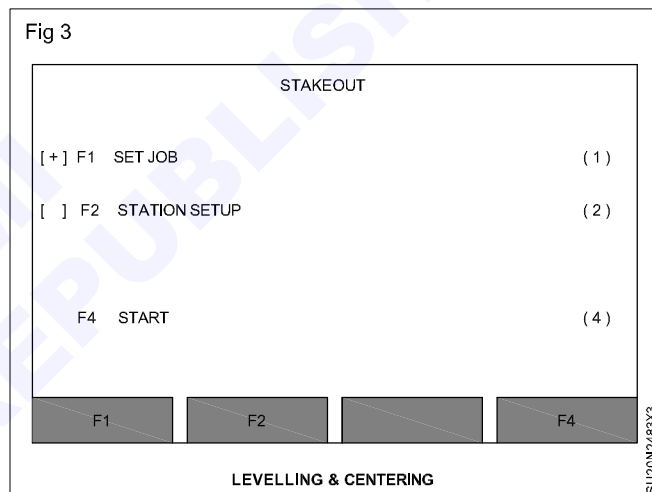 Fig 3
STAKEOUT
[ + ] F1 SET JOB ( 1 )
[ ] F2 STATION SETUP ( 2 )
F4 START ( 4 )
F1 F2 F4
LEVELLING & CENTERING
SU20N2483X3